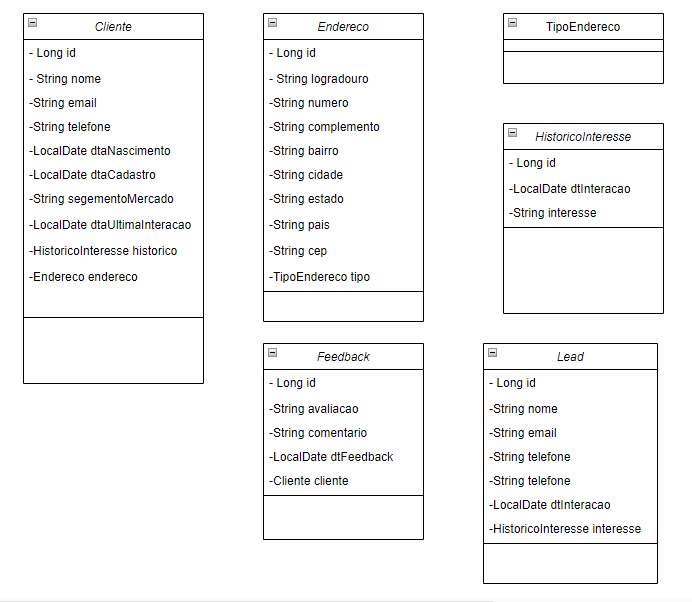 Cliente
- Long id
- String nome
-String email
-String telefone
-LocalDate dtaNascimento
-LocalDate dtaCadastro
-String segementoMercado
-LocalDate dtaUltimaInteracao
-HistoricoInteresse historico
-Endereco endereco
Endereco
- Long id
- String logradouro
-String numero
-String complemento
-String bairro
-String cidade
-String estado
-String pais
-String cep
-TipoEndereco tipo
TipoEndereco
HistoricoInteresse
- Long id
-LocalDate dtInteracao
-String interesse
Feedback
- Long id
-String avaliacao
-String comentario
-LocalDate dtFeedback
-Cliente cliente
Lead
- Long id
-String nome
-String email
-String telefone
-String telefone
-LocalDate dtInteracao
-HistoricoInteresse interesse